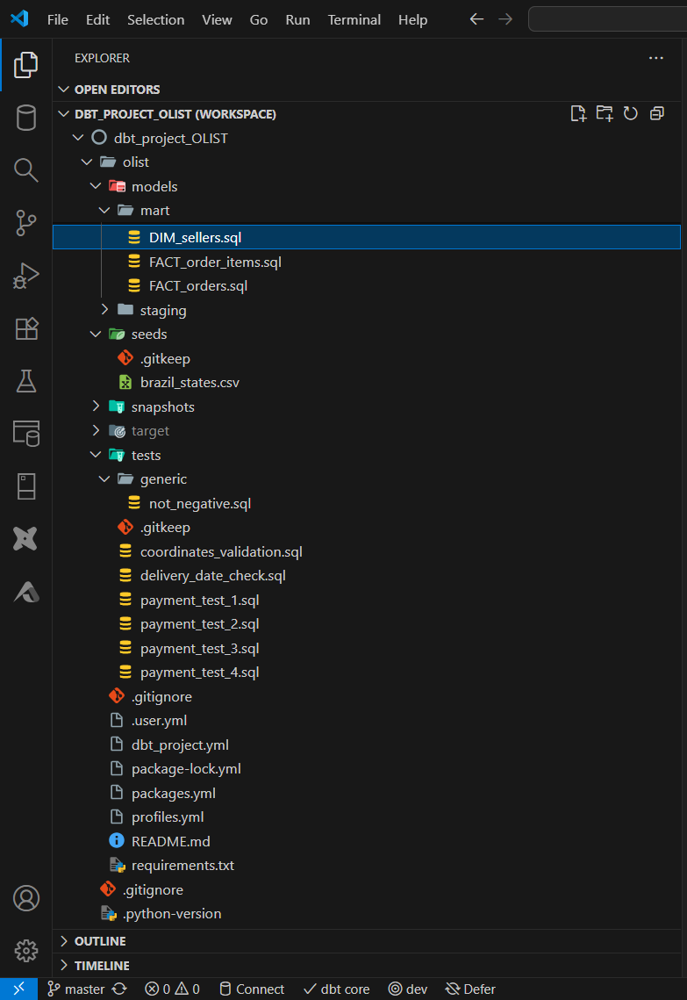 File Edit Selection View Go Run Terminal Help
EXPLORER
OPEN EDITORS
DBT_PROJECT_OLIST (WORKSPACE)
dbt_project_OLIST
olist
models
mart
DIM_sellers.sql
FACT_order_items.sql
FACT_orders.sql
staging
seeds
.gitkeep
brazil_states.csv
snapshots
target
tests
generic
not_negative.sql
.gitkeep
coordinates_validation.sql
delivery_date_check.sql
payment_test_1.sql
payment_test_2.sql
payment_test_3.sql
payment_test_4.sql
.gitignore
.user.yml
dbt_project.yml
package-lock.yml
packages.yml
profiles.yml
README.md
requirements.txt
.gitignore
.python-version
OUTLINE
TIMELINE
master 0 0 Connect dbt core dev Defer